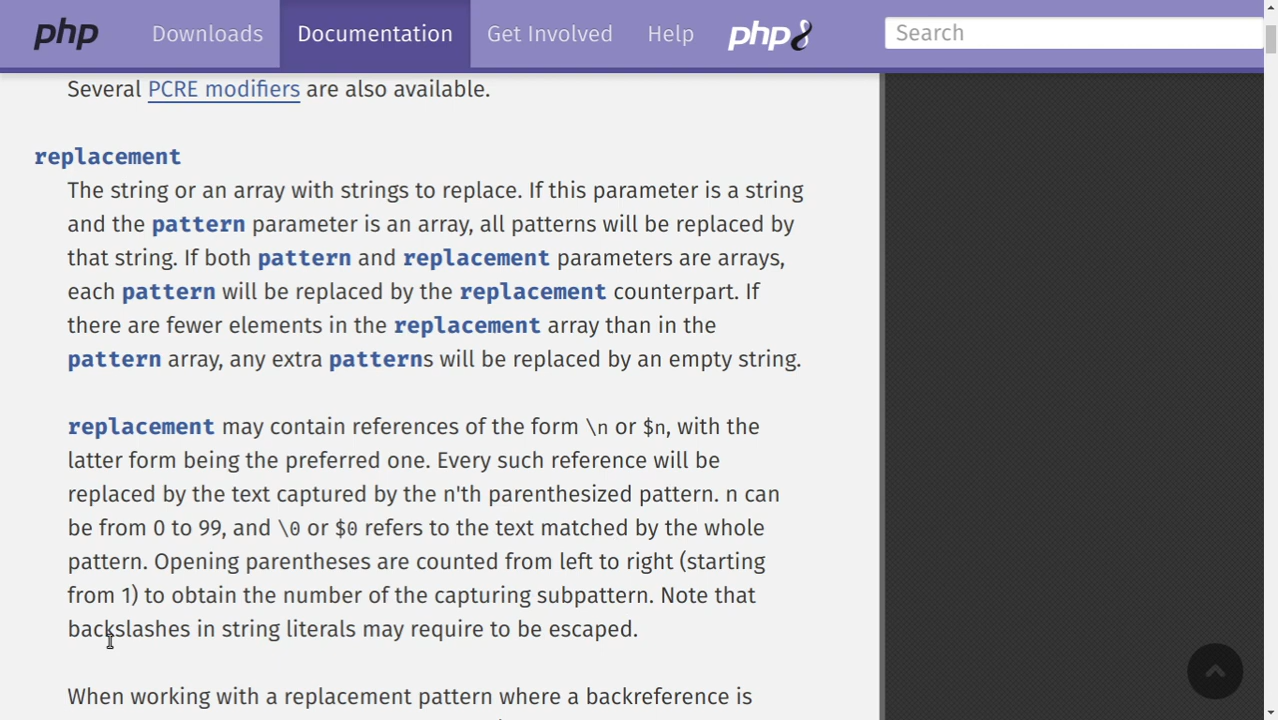 php
Downloads
Documentation
Get Involved
Help
php8
Search
Several PCRE modifiers are also available.
replacement
The string or an array with strings to replace. If this parameter is a string
and the pattern parameter is an array, all patterns will be replaced by
that string. If both pattern and replacement parameters are arrays,
each pattern will be replaced by the replacement counterpart. If
there are fewer elements in the replacement array than in the
pattern array, any extra patterns will be replaced by an empty string.
replacement may contain references of the form \n or $n, with the
latter form being the preferred one. Every such reference will be
replaced by the text captured by the n'th parenthesized pattern. n can
be from 0 to 99, and \0 or $0 refers to the text matched by the whole
pattern. Opening parentheses are counted from left to right (starting
from 1) to obtain the number of the capturing subpattern. Note that
backslashes in string literals may require to be escaped.
When working with a replacement pattern where a backreference is